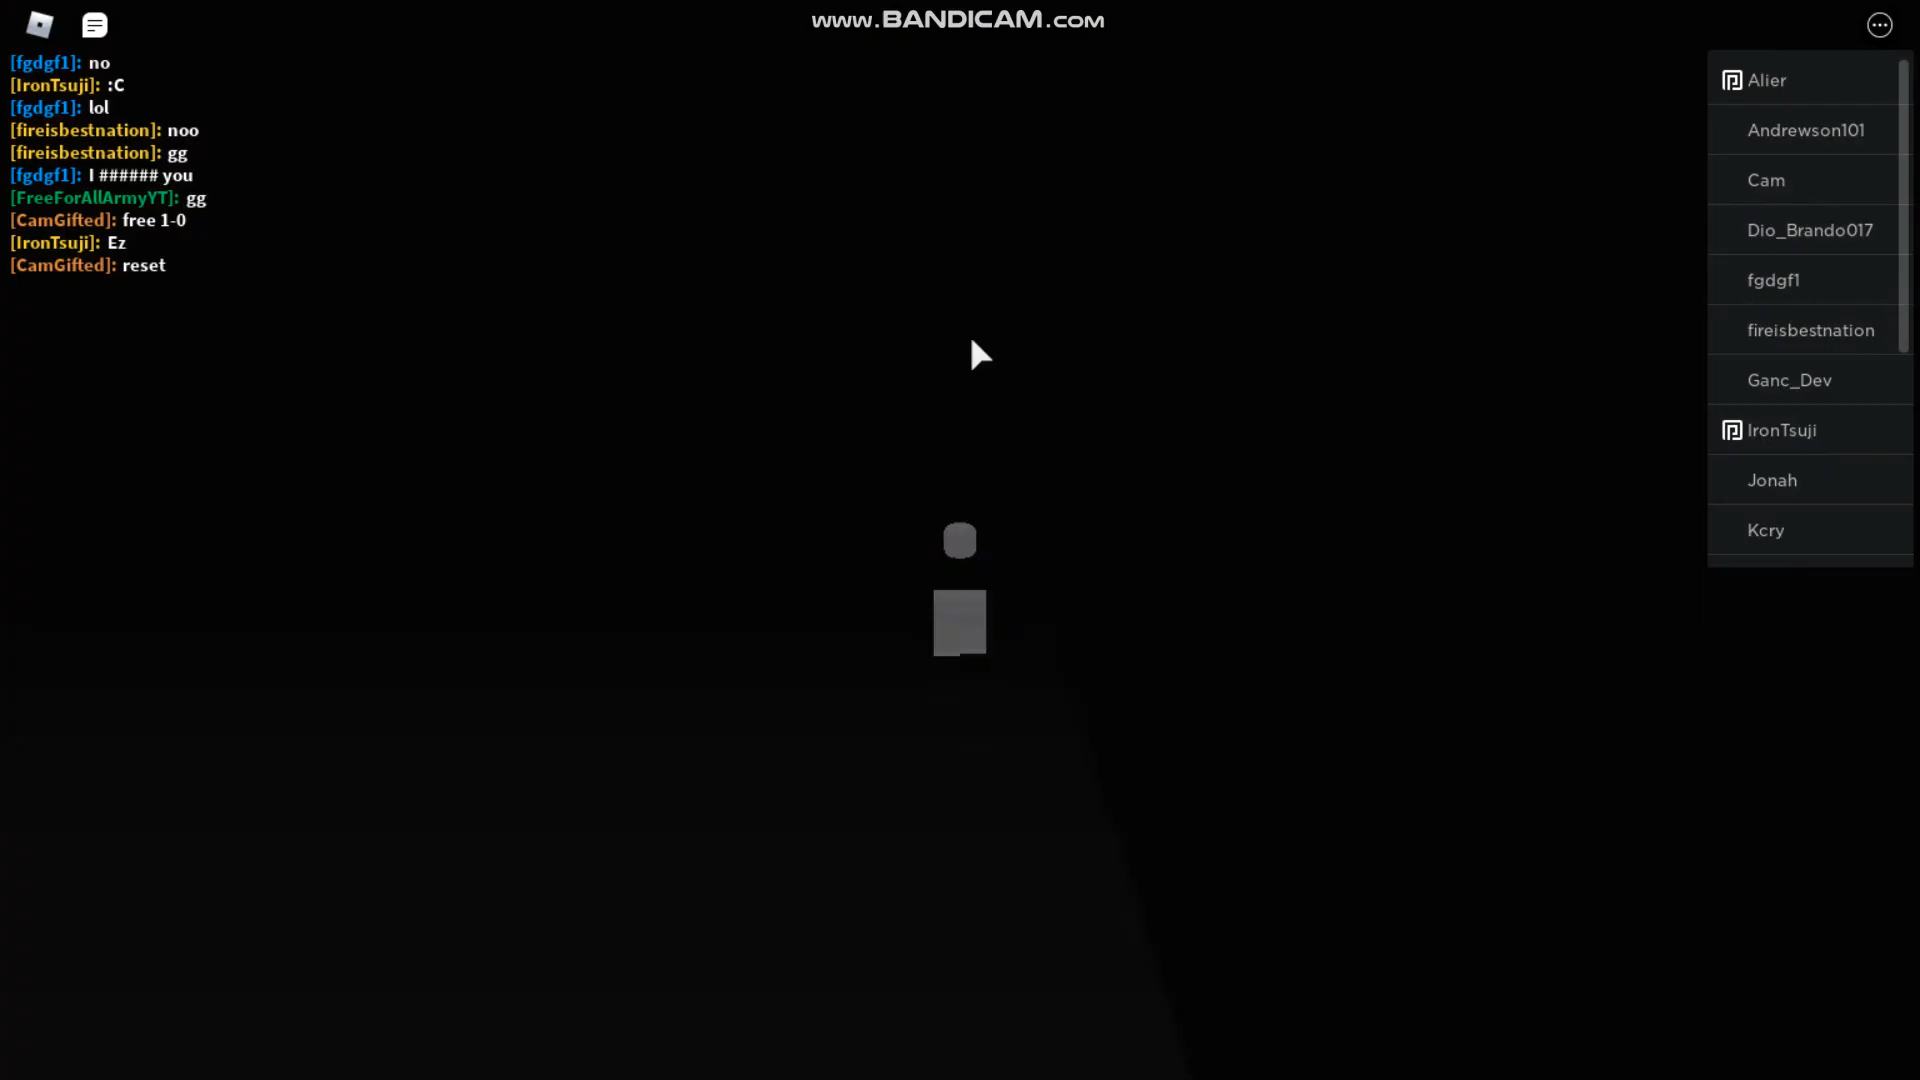 www.BANDICAM.com
[fgdgf1]: no
[IronTsuji]: :C
[fgdgf1]: lol
[fireisbestnation]: noo
[fireisbestnation]: gg
[fgdgf1]: I ###### you
[FreeForAllArmyYT]: gg
[CamGifted]: free 1-0
[IronTsuji]: Ez
[CamGifted]: reset
Alier
Andrewson101
Cam
Dio_Brando017
fgdgf1
fireisbestnation
Ganc_Dev
IronTsuji
Jonah
Kcry